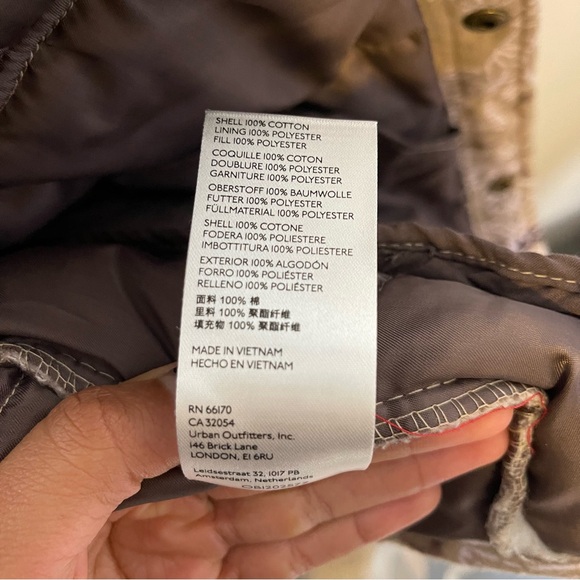 SHELL 100% COTTON
LINING 100% POLYESTER
FILL 100% POLYESTER
COQUILLE 100% COTON
DOUBLURE 100% POLYESTER
GARNITURE 100% POLYESTER
OBERSTOFF 100% BAUMWOLLE
FUTTER 100% POLYESTER
FÜLLMATERIAL 100% POLYESTER
SHELL 100% COTONE
FODERA 100% POLIESTERE
IMBOTTITURA 100% POLIESTERE
EXTERIOR 100% ALGODÓN
FORRO 100% POLIÉSTER
RELLENO 100% POLIÉSTER
面料 100% 棉
里料 100% 聚酯纤维
填充物 100% 聚酯纤维
MADE IN VIETNAM
HECHO EN VIETNAM
RN 66170
CA 32054
Urban Outfitters, Inc.
146 Brick Lane
LONDON, E1 6RU
Leidsestraat 32, 1017 PB
Amsterdam, Netherlands